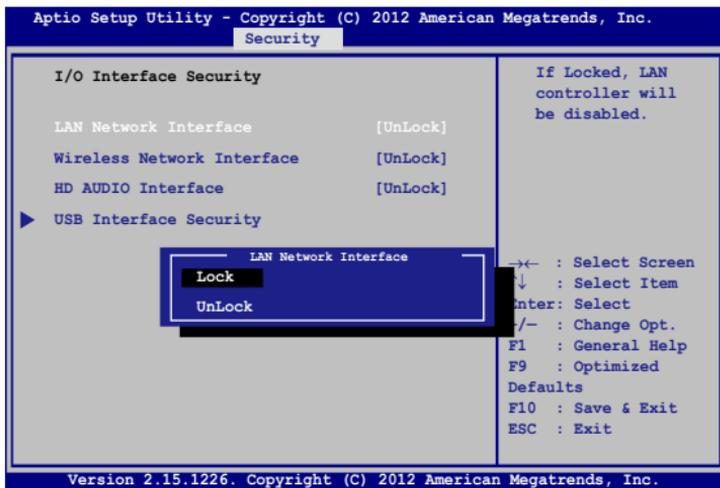 Aptio Setup Utility - Copyright (C) 2012 American Megatrends, Inc.
Security
I/O Interface Security
LAN Network Interface [UnLock]
Wireless Network Interface [UnLock]
HD AUDIO Interface [UnLock]
USB Interface Security
LAN Network Interface
Lock
UnLock
If Locked, LAN
controller will
be disabled.
→← : Select Screen
↓ : Select Item
Enter: Select
/— : Change Opt.
F1 : General Help
F9 : Optimized
Defaults
F10 : Save & Exit
ESC : Exit
Version 2.15.1226. Copyright (C) 2012 American Megatrends, Inc.